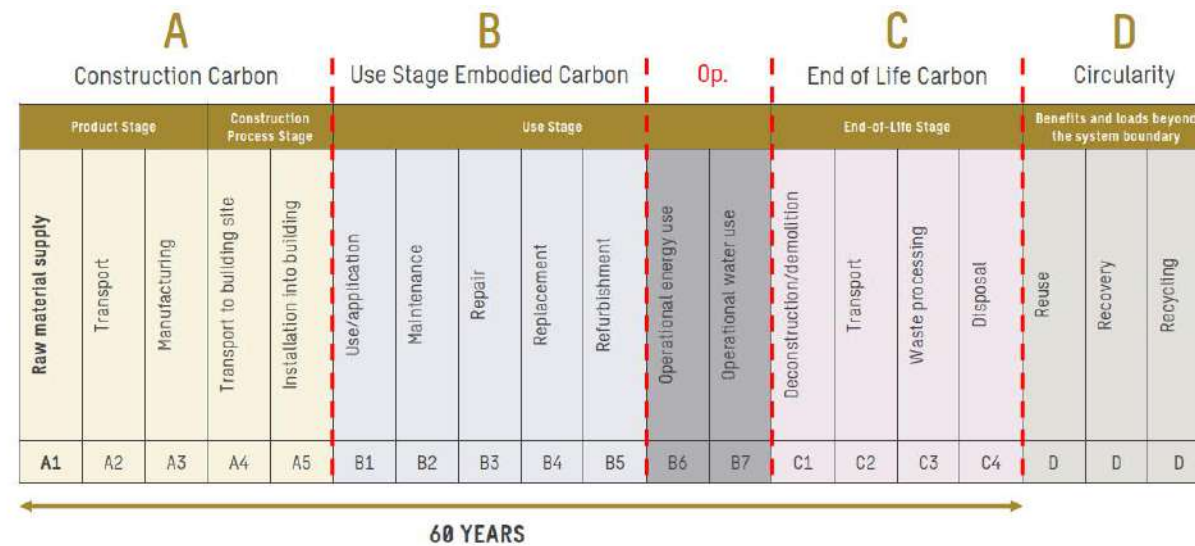 A
B
C
D
Construction Carbon
Use Stage Embodied Carbon
Op.
End of Life Carbon
Circularity
Product Stage
Construction
Process Stage
Use Stage
End-of-Life Stage
Benefits and loads beyond
the system boundary
Raw material supply
Transport
Manufacturing
Transport to building site
Installation into building
Use/application
Maintenance
Repair
Replacement
Refurbishment
Operational energy use
Operational water use
Deconstruction/demolition
Transport
Waste processing
Disposal
Reuse
Recovery
Recycling
A1 A2 A3 A4 A5 B1 B2 B3 B4 B5 B6 B7 C1 C2 C3 C4 D D D
60 YEARS